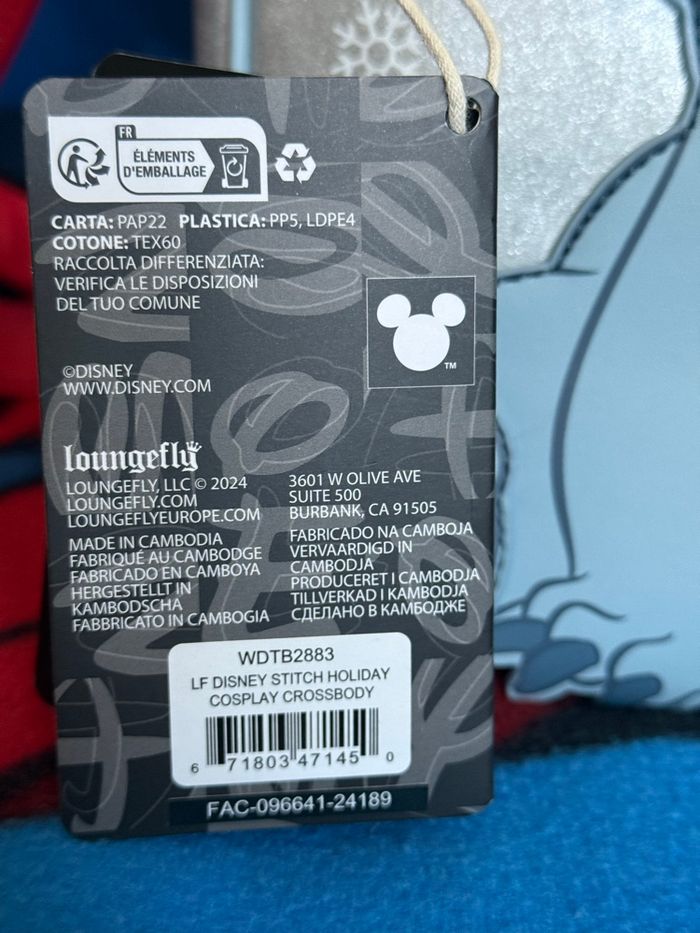 FR
ÉLÉMENTS
D'EMBALLAGE
CARTA: PAP22 PLASTICA: PP5, LDPE4
COTONE: TEX60
RACCOLTA DIFFERENZIATA:
VERIFICA LE DISPOSIZIONI
DEL TUO COMUNE
TM
©DISNEY
WWW.DISNEY.COM
loungefly
LOUNGEFLY, LLC © 2024
LOUNGEFLY.COM
LOUNGEFLYEUROPE.COM
3601 W OLIVE AVE
SUITE 500
BURBANK, CA 91505
MADE IN CAMBODIA
FABRIQUÉ AU CAMBODGE
FABRICADO EN CAMBOYA
HERGESTELLT IN
KAMBODSCHA
FABBRICATO IN CAMBOGIA
FABRICADO NA CAMBOJA
VERVAARDIGD IN
CAMBODJA
PRODUCERET I CAMBODJA
TILLVERKAD I KAMBODJA
СДЕЛАНО В КАМБОДЖЕ
WDTB2883
LF DISNEY STITCH HOLIDAY
COSPLAY CROSSBODY
6 71803 47145 0
FAC-096641-24189